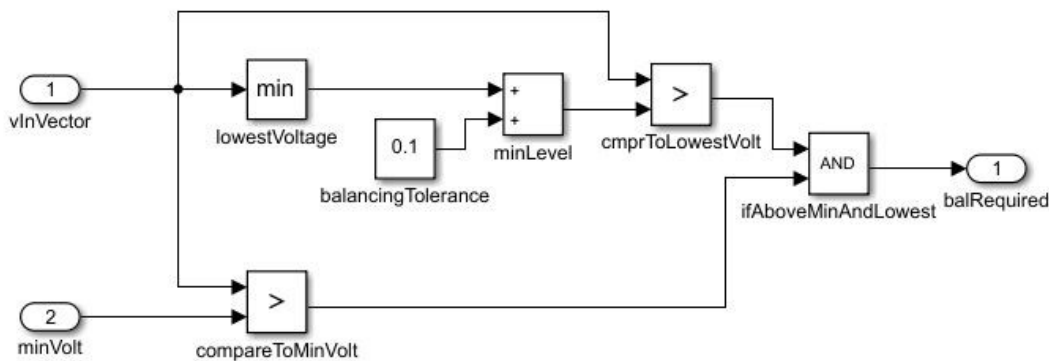 1
vInVector
min
lowestVoltage
0.1
balancingTolerance
+
+
minLevel
>
cmprToLowestVolt
AND
ifAboveMinAndLowest
1
balRequired
2
minVolt
>
compareToMinVolt